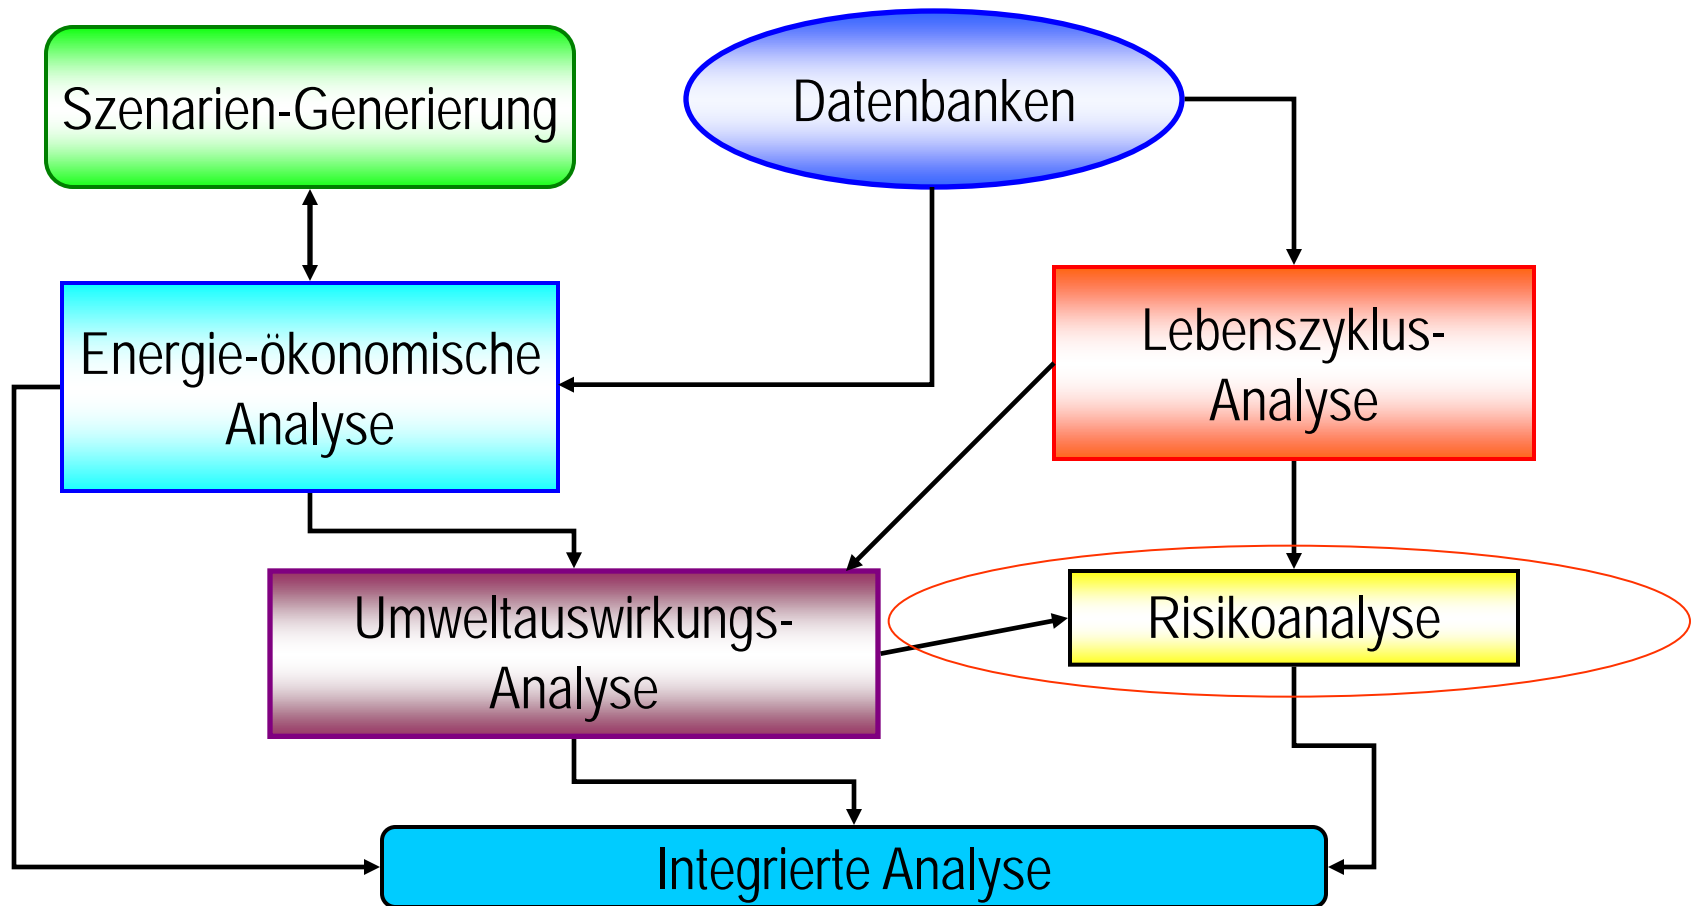 Szenarien-Generierung
Datenbanken
Energie-ökonomische
Analyse
Lebenszyklus-
Analyse
Umweltauswirkungs-
Analyse
Risikoanalyse
Integrierte Analyse